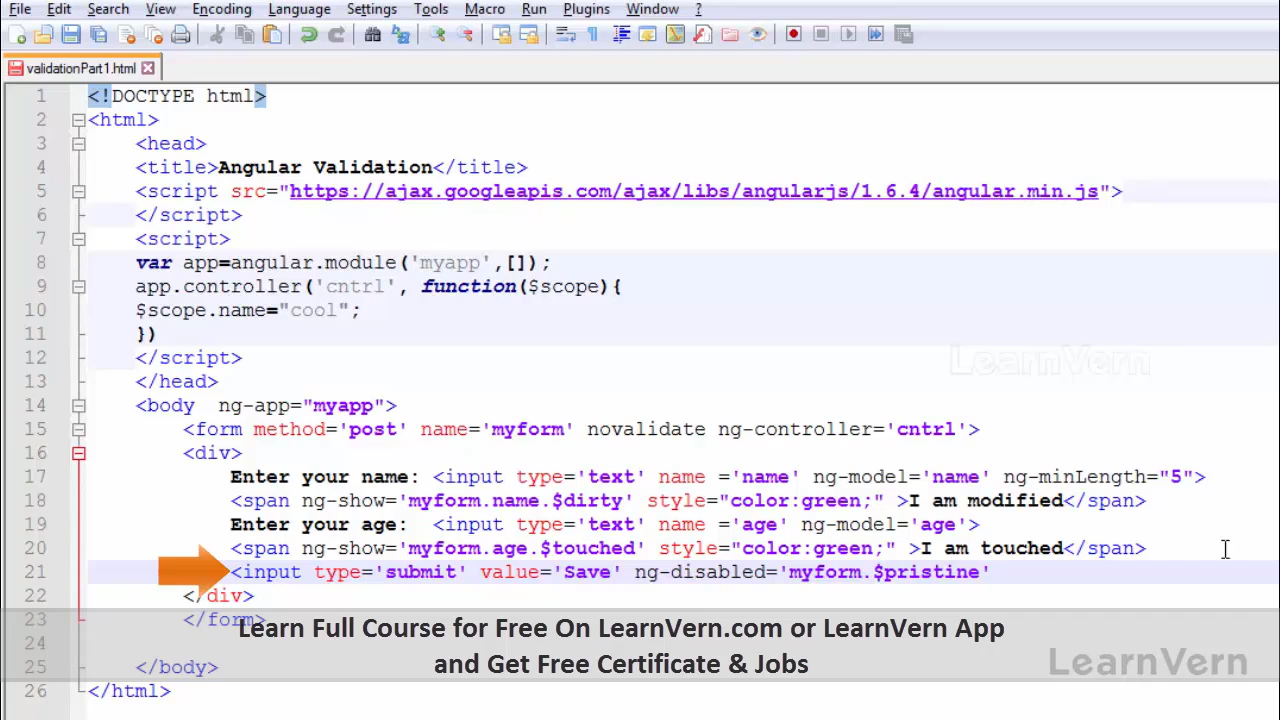 File Edit Search View Encoding Language Settings Tools Macro Run Plugins Window ?
validationPart1.html
1 <!DOCTYPE html>
2 <html>
3 <head>
4 <title>Angular Validation</title>
5 <script src="https://ajax.googleapis.com/ajax/libs/angularjs/1.6.4/angular.min.js">
6 </script>
7 <script>
8 var app=angular.module('myapp',[]);
9 app.controller('cntrl', function($scope){
10 $scope.name="cool";
11 })
12 </script>
LearnVern
13 </head>
14 <body  ng-app="myapp">
15 <form method='post' name='myform' novalidate ng-controller='cntrl'>
16 <div>
17 Enter your name: <input type='text' name ='name' ng-model='name' ng-minLength="5">
18 <span ng-show='myform.name.$dirty' style="color:green;" >I am modified</span>
19 Enter your age:  <input type='text' name ='age' ng-model='age'>
20 <span ng-show='myform.age.$touched' style="color:green;" >I am touched</span>
21 <input type='submit' value='Save' ng-disabled='myform.$pristine'
22 </div>
23 </form>
Learn Full Course for Free On LearnVern.com or LearnVern App
24
and Get Free Certificate & Jobs
25 </body>
LearnVern
26 </html>